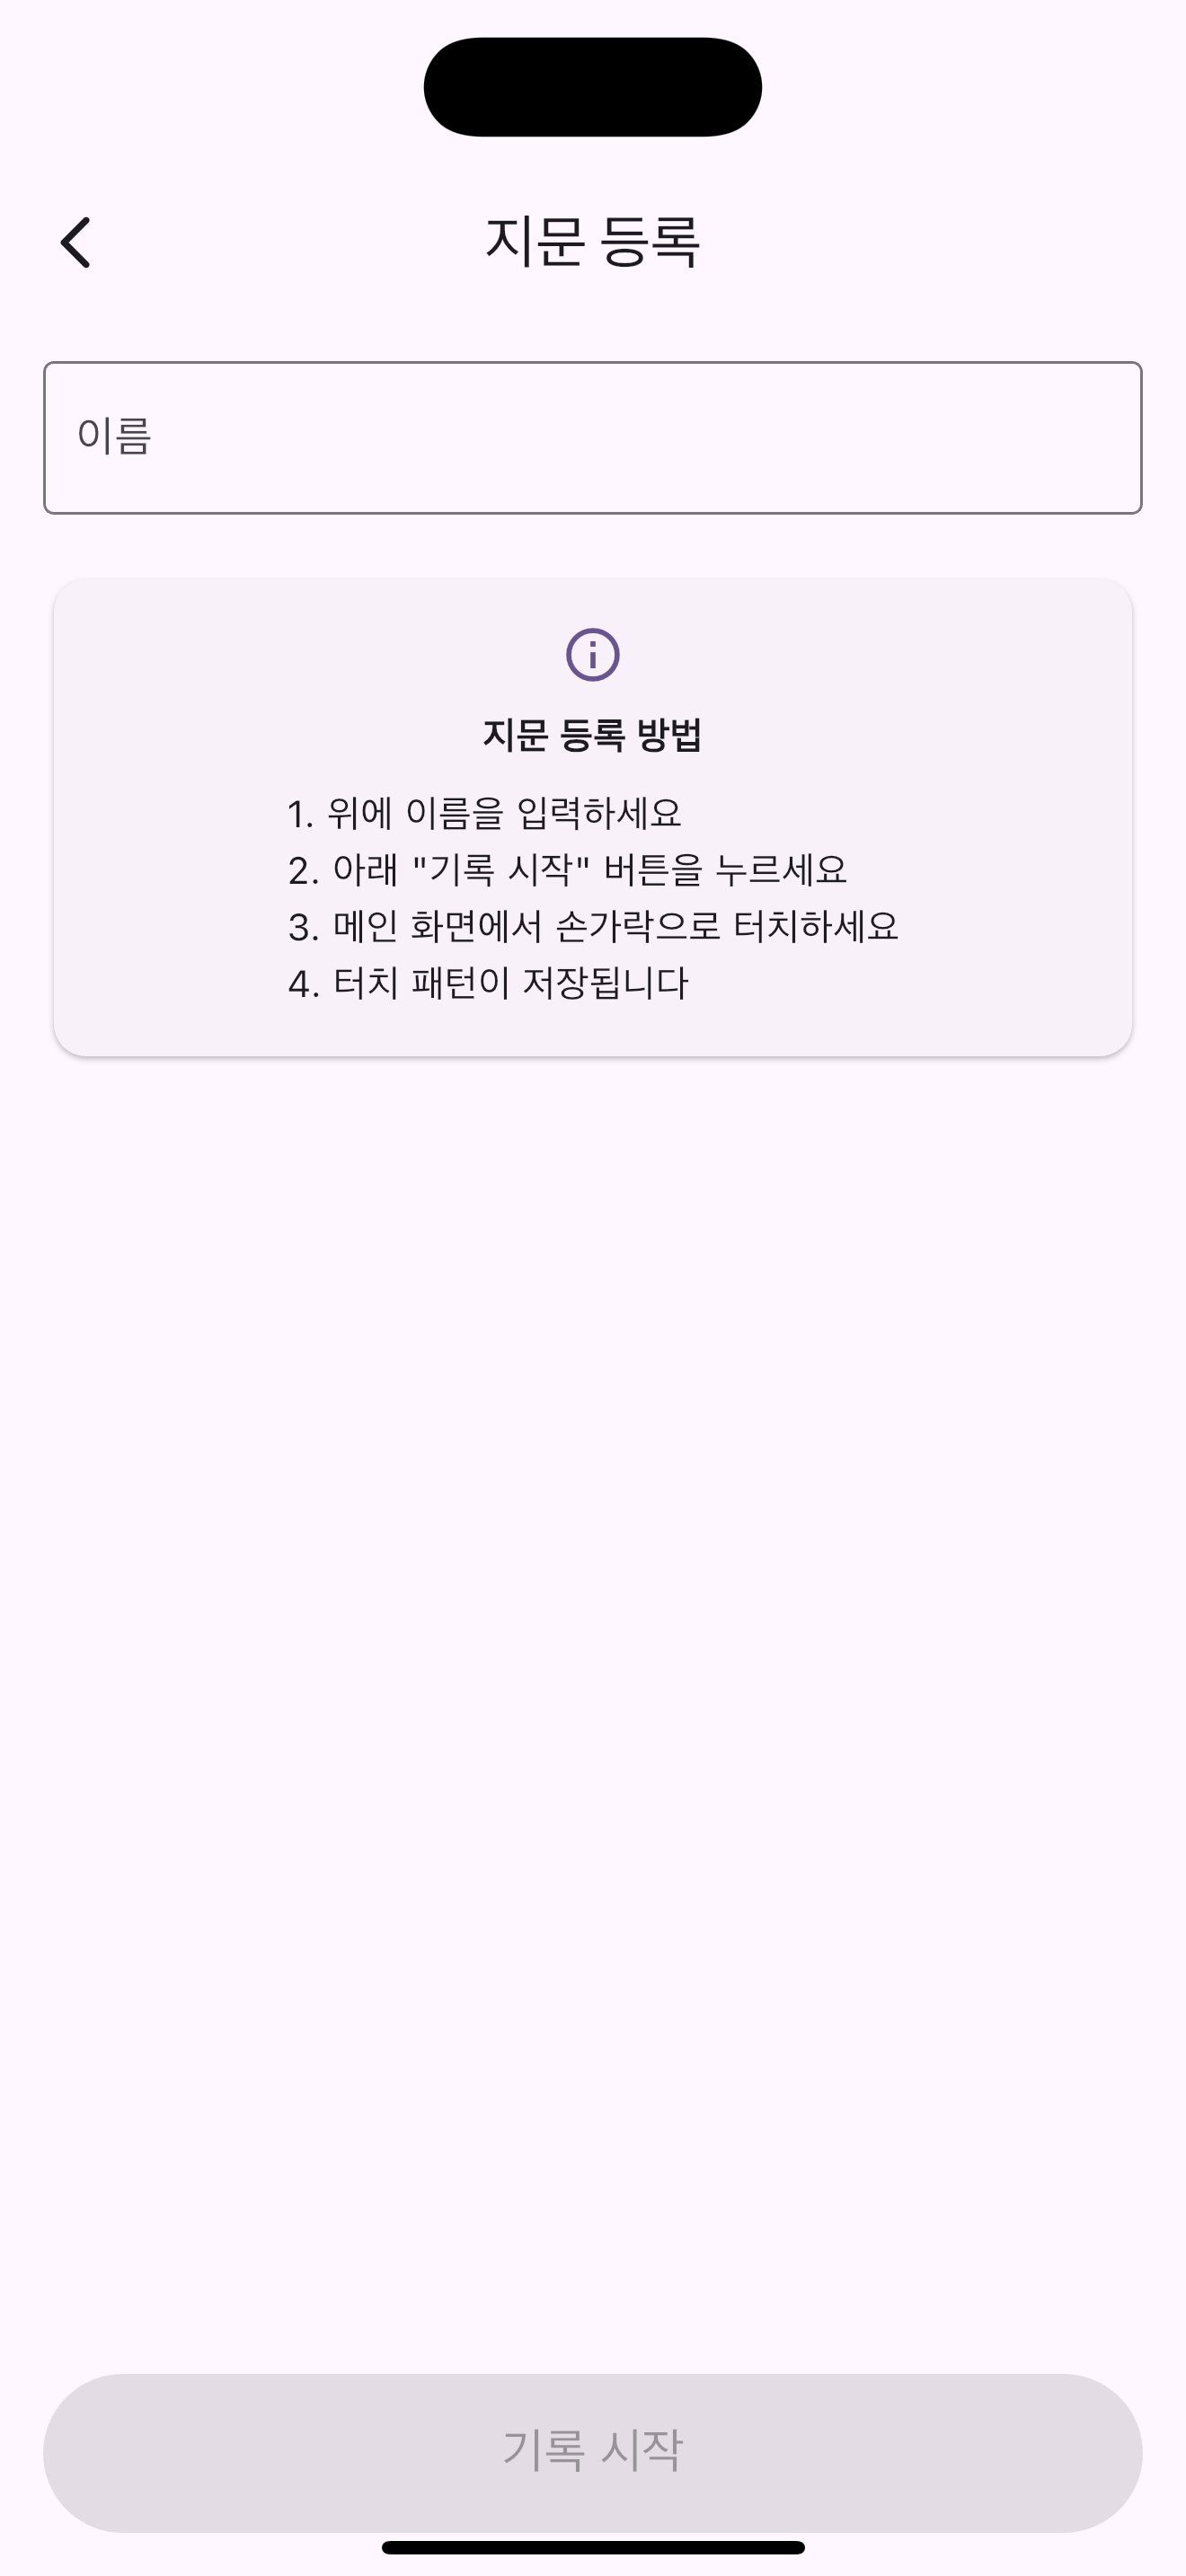 지문 등록
이름
지문 등록 방법
1. 위에 이름을 입력하세요
2. 아래 "기록 시작" 버튼을 누르세요
3. 메인 화면에서 손가락으로 터치하세요
4. 터치 패턴이 저장됩니다
기록 시작